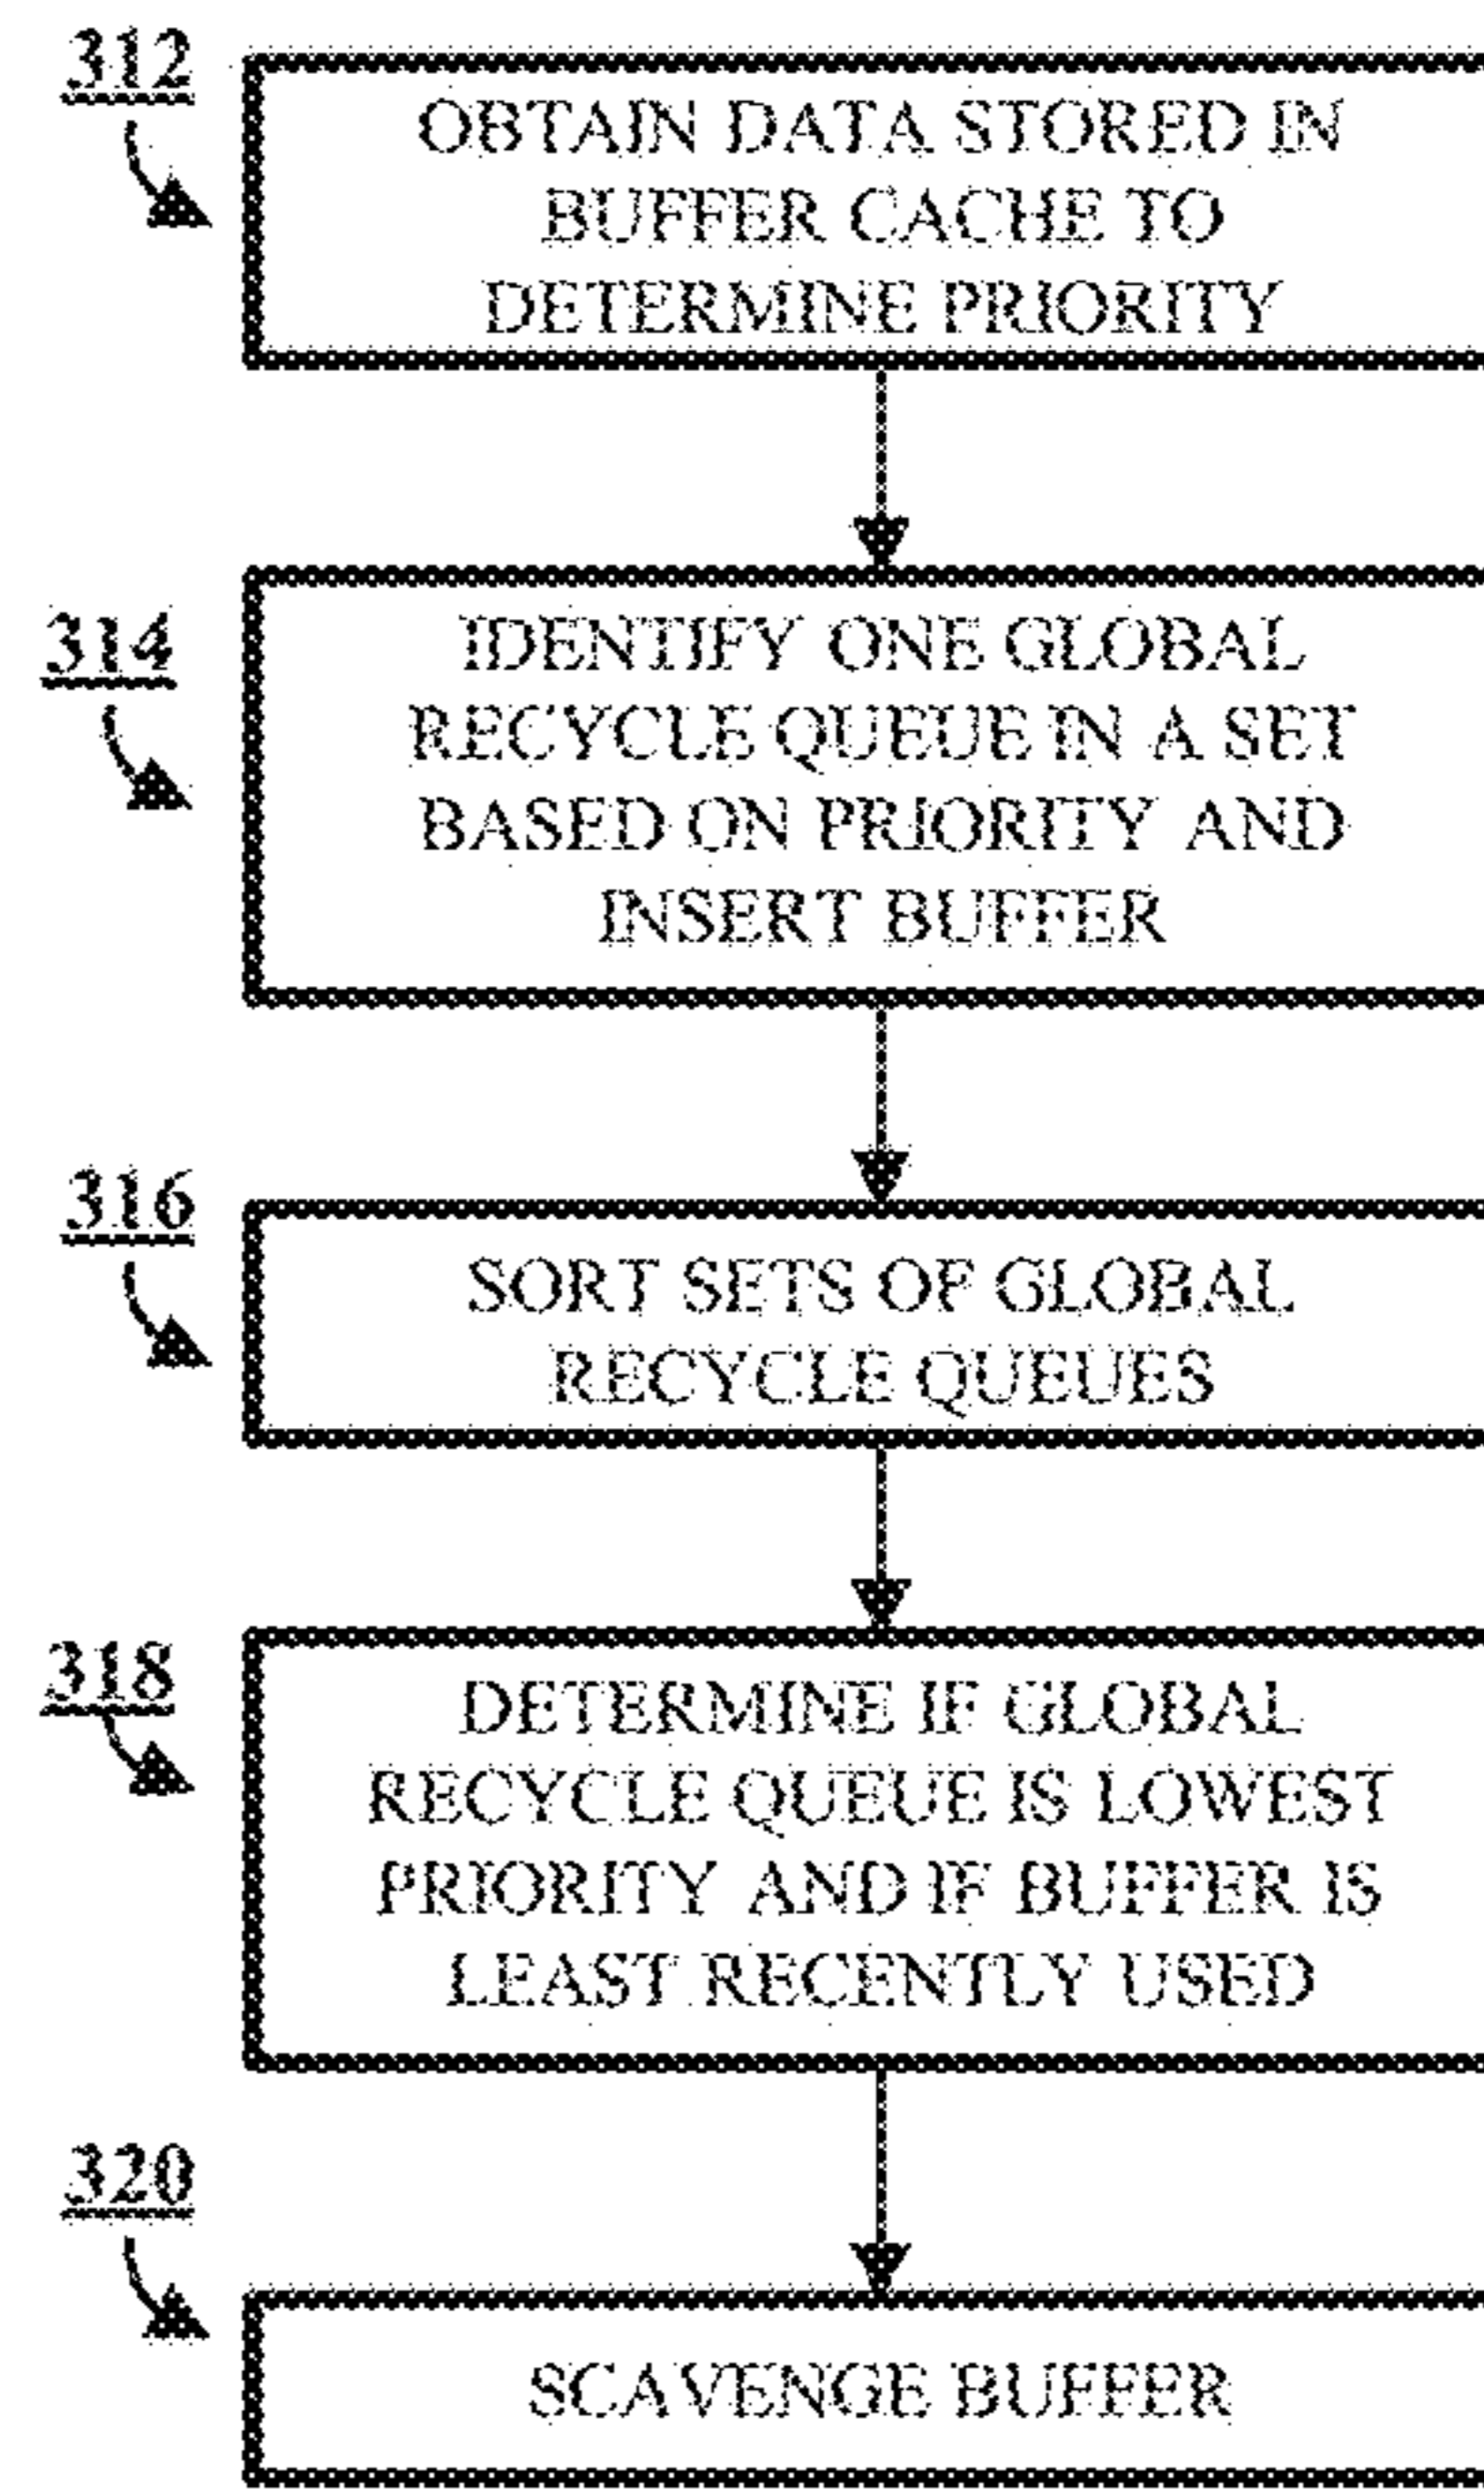 312
OBTAIN DATA STORED IN
BUFFER CACHE TO
DETERMINE PRIORITY
314
IDENTIFY ONE GLOBAL
RECYCLE QUEUE IN A SET
BASED ON PRIORITY AND
INSERT BUFFER
316
SORT SETS OF GLOBAL
RECYCLE QUEUES
318
DETERMINE IF GLOBAL
RECYCLE QUEUE IS LOWEST
PRIORITY AND IF BUFFER IS
LEAST RECENTLY USED
320
SCAVENGE BUFFER